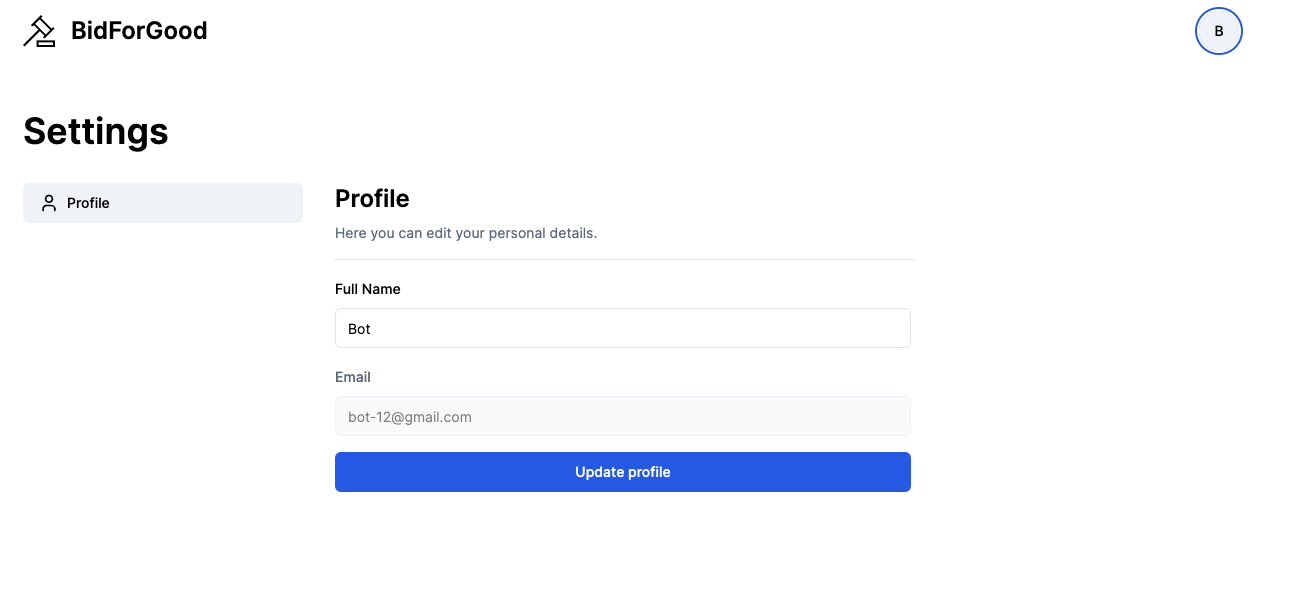 BidForGood
B
Settings
Profile
Profile
Here you can edit your personal details.
Full Name
Bot
Email
bot-12@gmail.com
Update profile